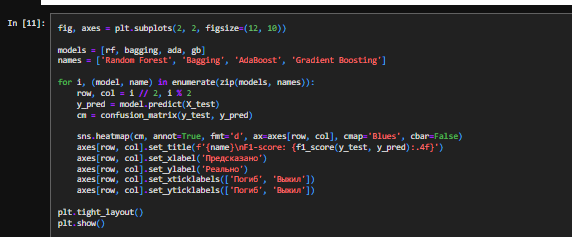 In [11]:
fig, axes = plt.subplots(2, 2, figsize=(12, 10))
models = [rf, bagging, ada, gb]
names = ['Random Forest', 'Bagging', 'AdaBoost', 'Gradient Boosting']
for i, (model, name) in enumerate(zip(models, names)):
    row, col = i // 2, i % 2
    y_pred = model.predict(X_test)
    cm = confusion_matrix(y_test, y_pred)
    sns.heatmap(cm, annot=True, fmt='d', ax=axes[row, col], cmap='Blues', cbar=False)
    axes[row, col].set_title(f'{name}\nF1-score: {f1_score(y_test, y_pred):.4f}')
    axes[row, col].set_xlabel('Предсказано')
    axes[row, col].set_ylabel('Реально')
    axes[row, col].set_xticklabels(['Погиб', 'Выжил'])
    axes[row, col].set_yticklabels(['Погиб', 'Выжил'])
plt.tight_layout()
plt.show()